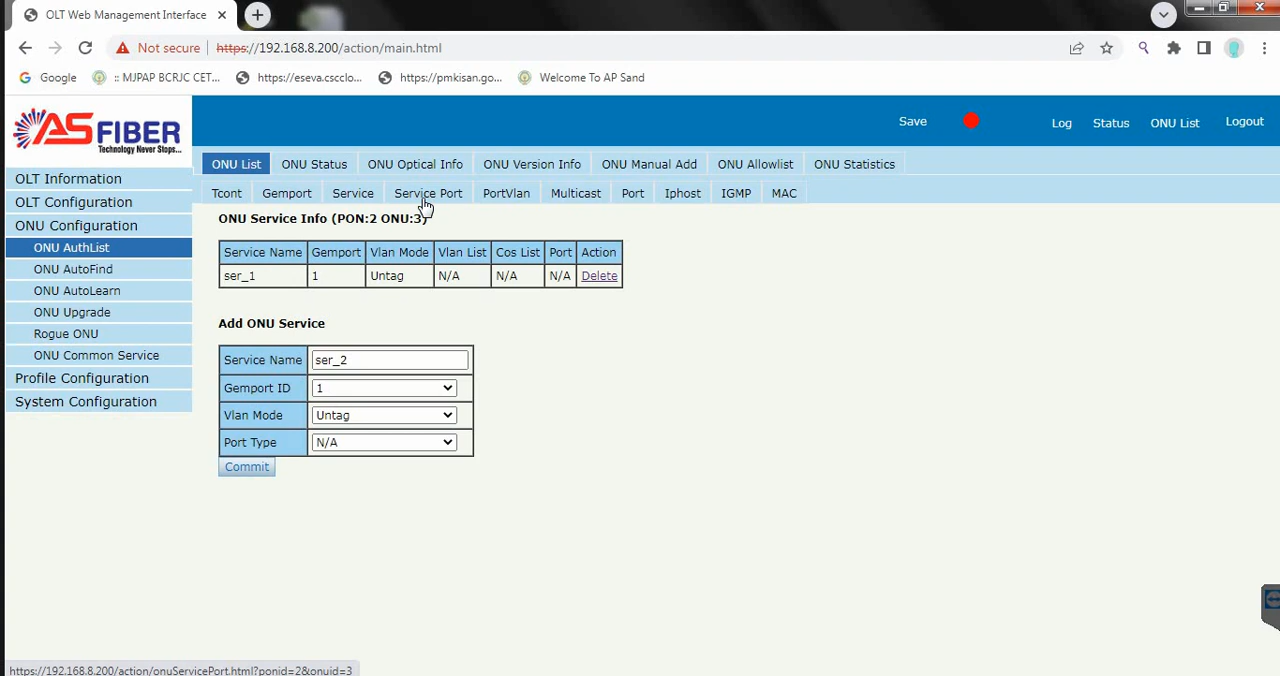 OLT Web Management Interface
Not secure | https://192.168.8.200/action/main.html
Google :: MJPAP BCRJC CET... https://eseva.csccclo... https://pmkisan.go... Welcome To AP Sand
AS FIBER
Technology Never Stops...
Save Log Status ONU List Logout
ONU List ONU Status ONU Optical Info ONU Version Info ONU Manual Add ONU Allowlist ONU Statistics
Tcont Gemport Service Service Port PortVlan Multicast Port Iphost IGMP MAC
OLT Information
OLT Configuration
ONU Configuration
ONU AuthList
ONU AutoFind
ONU AutoLearn
ONU Upgrade
Rogue ONU
ONU Common Service
Profile Configuration
System Configuration
ONU Service Info (PON:2 ONU:3)
Service Name Gemport Vlan Mode Vlan List Cos List Port Action
ser_1 1 Untag N/A N/A N/A Delete
Add ONU Service
Service Name ser_2
Gemport ID 1
Vlan Mode Untag
Port Type N/A
Commit
https://192.168.8.200/action/onuServicePort.html?ponid=2&onuid=3